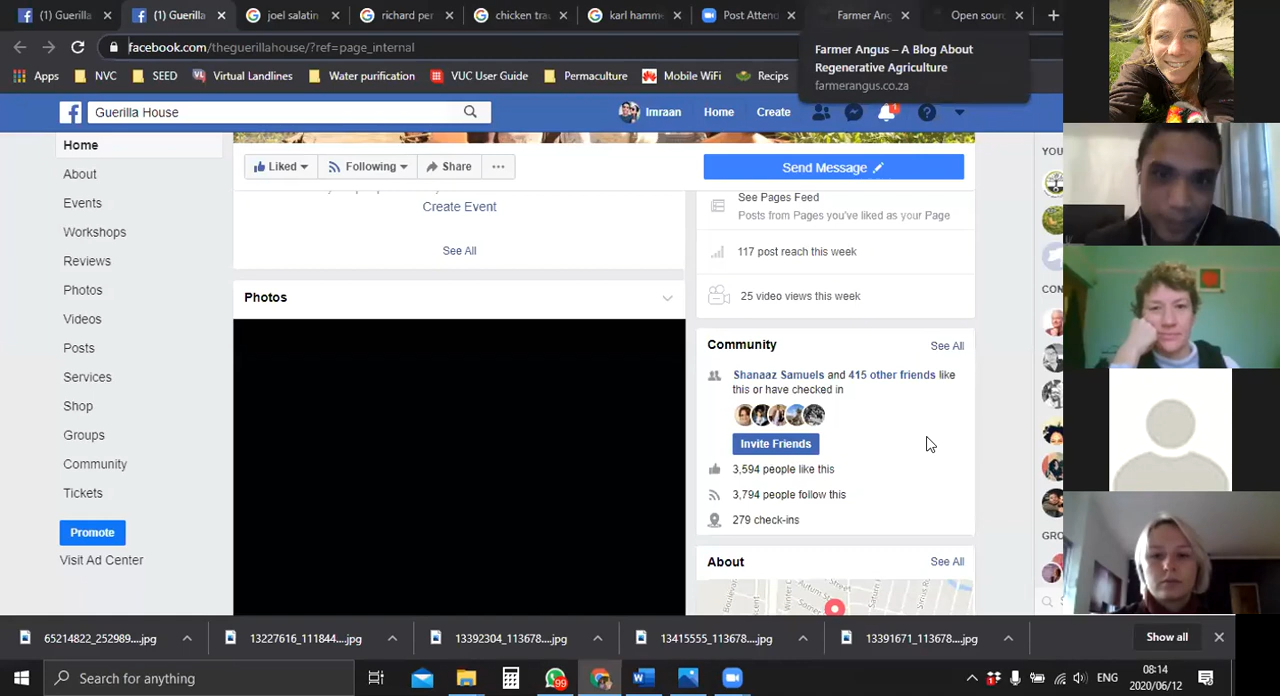 (1) Guerilla
(1) Guerilla
joel salatin
richard per
chicken tra
karl hamme
Post Attend
Farmer Ang
Open sourc
facebook.com/theguerillahouse/?ref=page_internal
Farmer Angus – A Blog About
Regenerative Agriculture
farmerangus.co.za
Apps
NVC
SEED
Virtual Landlines
Water purification
VUC User Guide
Permaculture
Mobile WiFi
Recips
Guerilla House
Imraan
Home
Create
1
Home
About
Events
Workshops
Reviews
Photos
Videos
Posts
Services
Shop
Groups
Community
Tickets
Promote
Visit Ad Center
Liked
Following
Share
Send Message
Create Event
See All
Photos
See Pages Feed
Posts from Pages you've liked as your Page
117 post reach this week
25 video views this week
Community
See All
Shanaaz Samuels and 415 other friends like
this or have checked in
Invite Friends
3,594 people like this
3,794 people follow this
279 check-ins
About
See All
YOU
CON
GRO
65214822_252989....jpg
13227616_111844....jpg
13392304_113678....jpg
13415555_113678....jpg
13391671_113678....jpg
Show all
Search for anything
99
ENG
08:14
2020/06/12